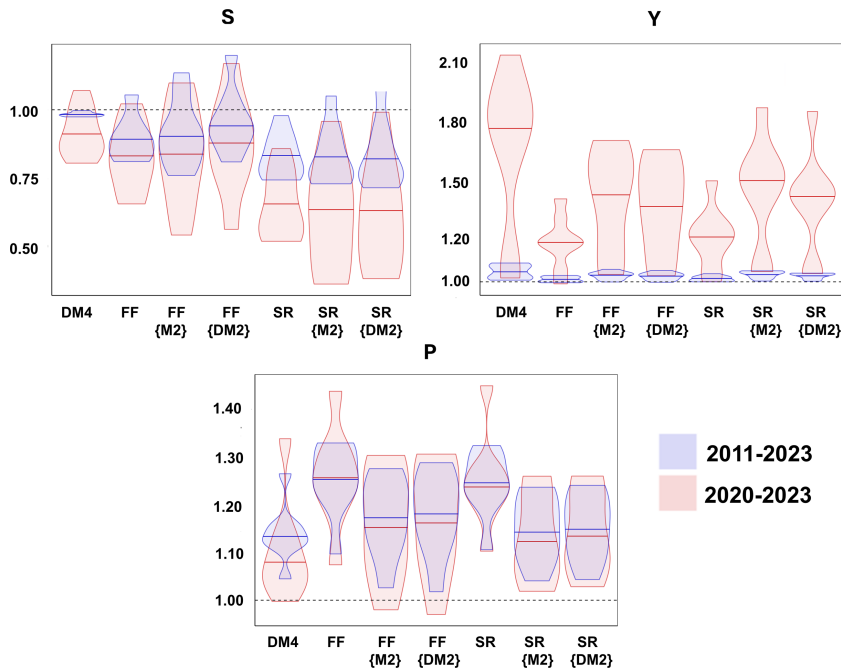 S
1.00
0.75
0.50
DM4 FF FF SR SR SR
{M2} {DM2} {M2} {DM2}
Y
2.10
1.80
1.50
1.20
1.00
DM4 FF FF FF SR SR SR
{M2} {DM2} {M2} {DM2}
P
1.40
1.30
1.20
1.10
1.00
DM4 FF FF FF SR SR SR
{M2} {DM2} {M2} {DM2}
2011-2023
2020-2023